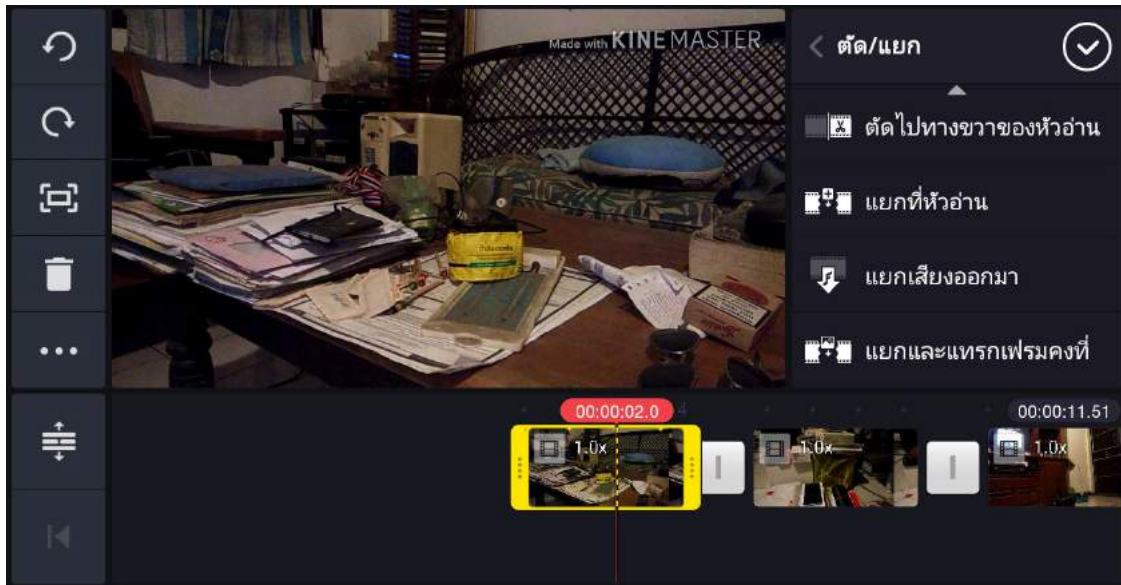 Made with KINEMASTER
ตัด/แยก
ตัดไปทางขวาของหัวอ่าน
แยกที่หัวอ่าน
แยกเสียงออกมา
แยกและแทรกเฟรมคงที่
00:00:02.0
4
00:00:11.51
1.0x
1.0x
1.0x